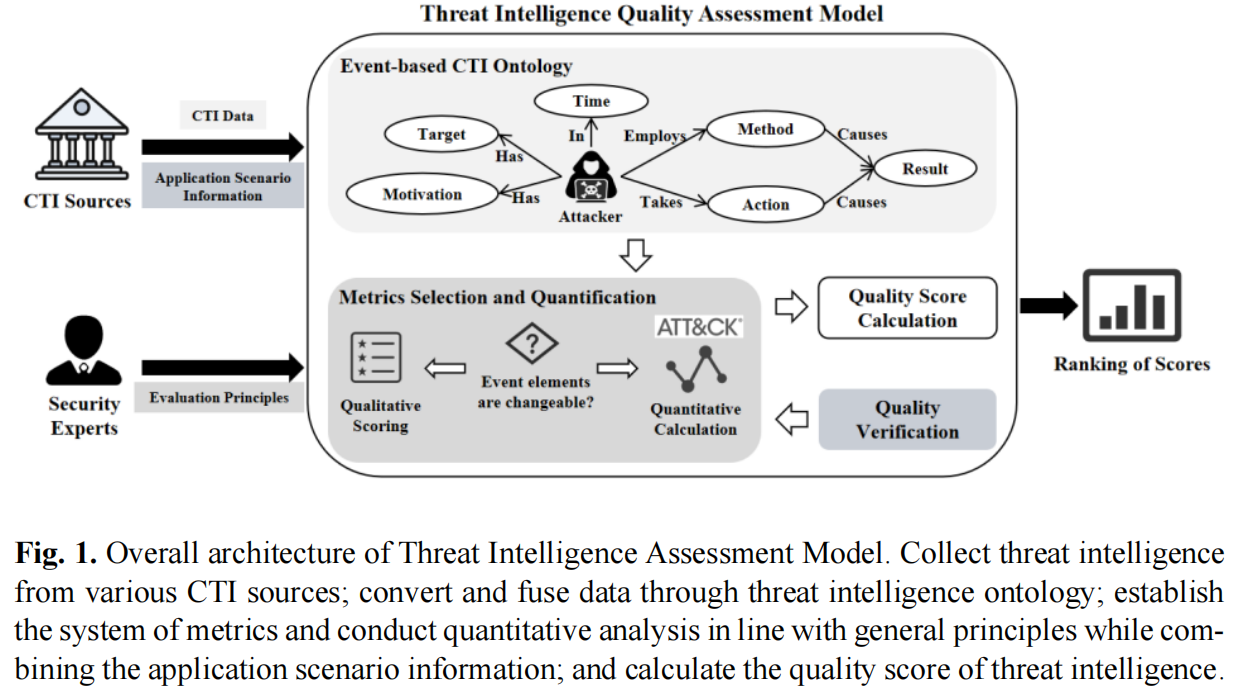 Threat Intelligence Quality Assessment Model
Event-based CTI Ontology
Time
In
Target
Has
Motivation
Has
Attacker
Employs
Method
Causes
Takes
Action
Causes
Result
CTI Data
Application Scenario
Information
CTI Sources
Metrics Selection and Quantification
Qualitative
Scoring
?
Event elements
are changeable?
ATT&CK®
Quantitative
Calculation
Quality Score
Calculation
Quality
Verification
Evaluation Principles
Security
Experts
Ranking of Scores
Fig. 1. Overall architecture of Threat Intelligence Assessment Model. Collect threat intelligence
from various CTI sources; convert and fuse data through threat intelligence ontology; establish
the system of metrics and conduct quantitative analysis in line with general principles while com-
bining the application scenario information; and calculate the quality score of threat intelligence.